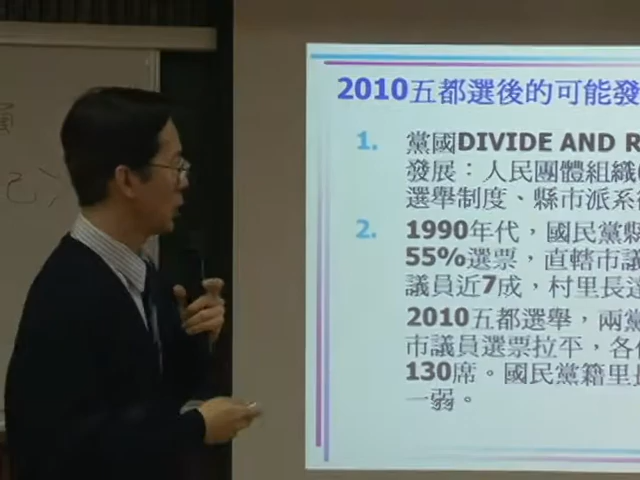 2010五都選後的可能發
1. 黨國DIVIDE AND R
發展：人民團體組織(
選舉制度、縣市派系
2. 1990年代，國民黨縣
55%選票，直轄市議
議員近7成，村里長
2010五都選舉，兩黨
市議員選票拉平，各
130席。國民黨籍里長
一弱。
己